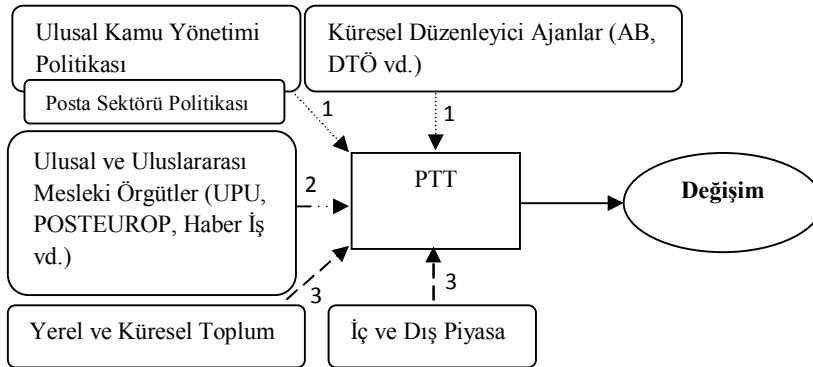 Ulusal Kamu Yönetimi
Politikası
Posta Sektörü Politikası
Küresel Düzenleyici Ajanlar (AB,
DTÖ vd.)
1
1
Ulusal ve Uluslararası
Mesleki Örgütler (UPU,
POSTEUROP, Haber İş
vd.)
2
PTT
Değişim
3
3
Yerel ve Küresel Toplum
İç ve Dış Piyasa